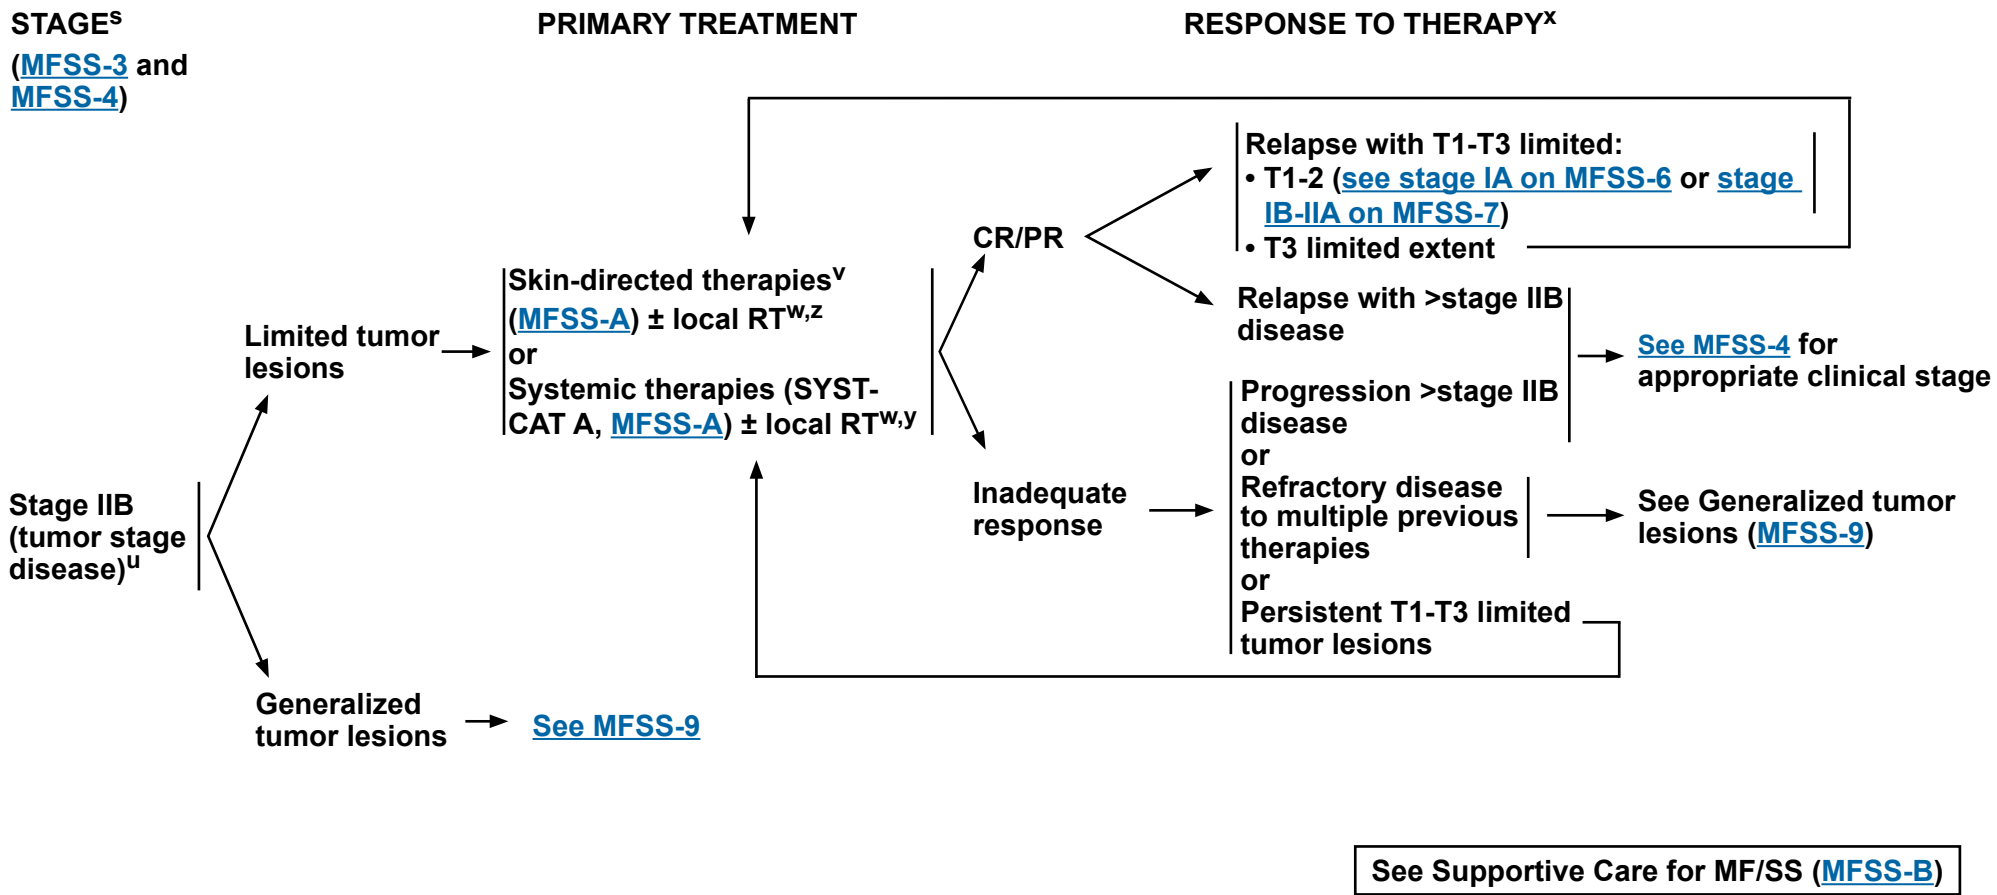 STAGEˢ
(MFSS-3 and
MFSS-4)
PRIMARY TREATMENT
RESPONSE TO THERAPYˣ
Stage IIB
(tumor stage
disease)ᵘ
Limited tumor
lesions
Generalized
tumor lesions
See MFSS-9
Skin-directed therapiesᵛ
(MFSS-A) ± local RTʷ,ᶻ
or
Systemic therapies (SYST-
CAT A, MFSS-A) ± local RTʷ,ʸ
CR/PR
Inadequate
response
Relapse with T1-T3 limited:
• T1-2 (see stage IA on MFSS-6 or stage
IB-IIA on MFSS-7)
• T3 limited extent
Relapse with >stage IIB
disease
Progression >stage IIB
disease
or
Refractory disease
to multiple previous
therapies
or
Persistent T1-T3 limited
tumor lesions
See MFSS-4 for
appropriate clinical stage
See Generalized tumor
lesions (MFSS-9)
See Supportive Care for MF/SS (MFSS-B)